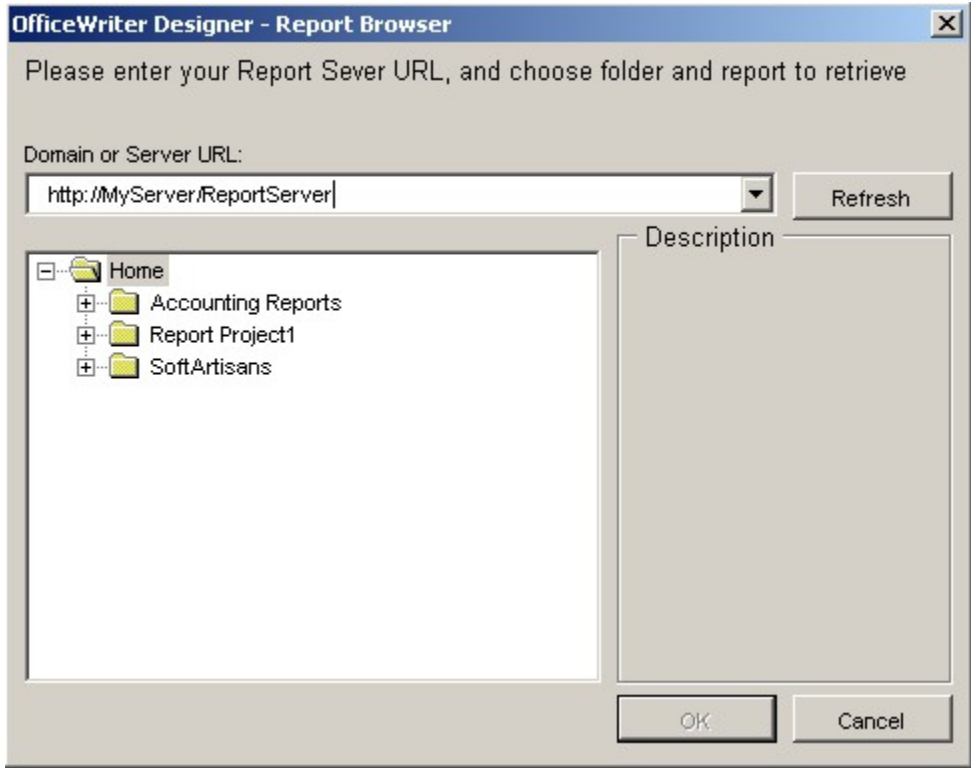 OfficeWriter Designer - Report Browser
Please enter your Report Sever URL, and choose folder and report to retrieve
Domain or Server URL:
http://MyServer/ReportServer
Refresh
Description
Home
Accounting Reports
Report Project1
SoftArtisans
OK
Cancel